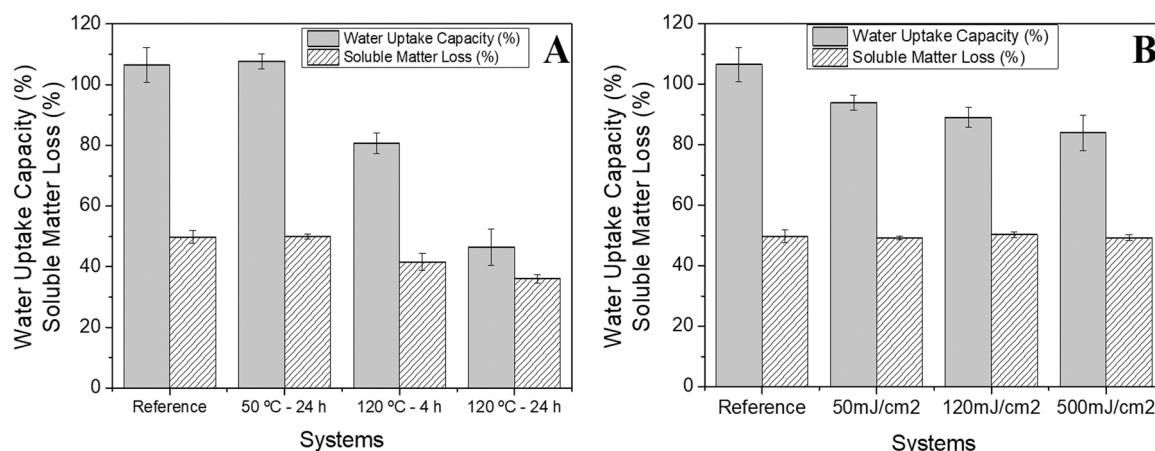 A
Water Uptake Capacity (%)
Soluble Matter Loss (%)
Water Uptake Capacity (%)
Soluble Matter Loss (%)
120
100
80
60
40
20
0
Reference 50 ºC - 24 h 120 ºC - 4 h 120 ºC - 24 h
Systems
B
Water Uptake Capacity (%)
Soluble Matter Loss (%)
Water Uptake Capacity (%)
Soluble Matter Loss (%)
120
100
80
60
40
20
0
Reference 50mJ/cm2 120mJ/cm2 500mJ/cm2
Systems